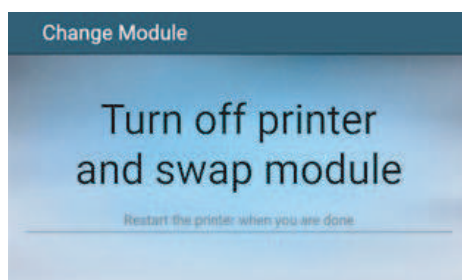 Change Module
Turn off printer
and swap module
Restart the printer when you are done